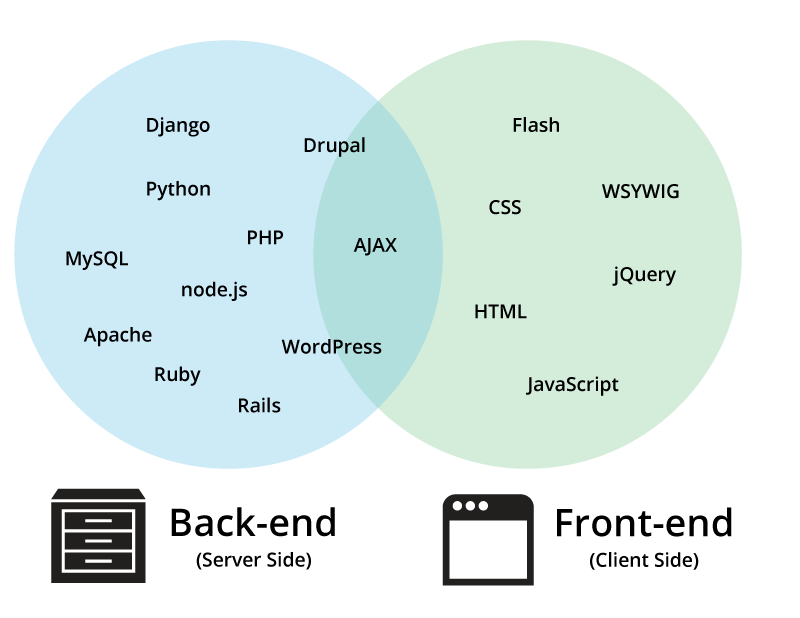 Django
Drupal
Python
PHP
MySQL
node.js
Apache
Ruby
Rails
WordPress
AJAX
Flash
WSYWIG
CSS
jQuery
HTML
JavaScript
Back-end
(Server Side)
Front-end
(Client Side)